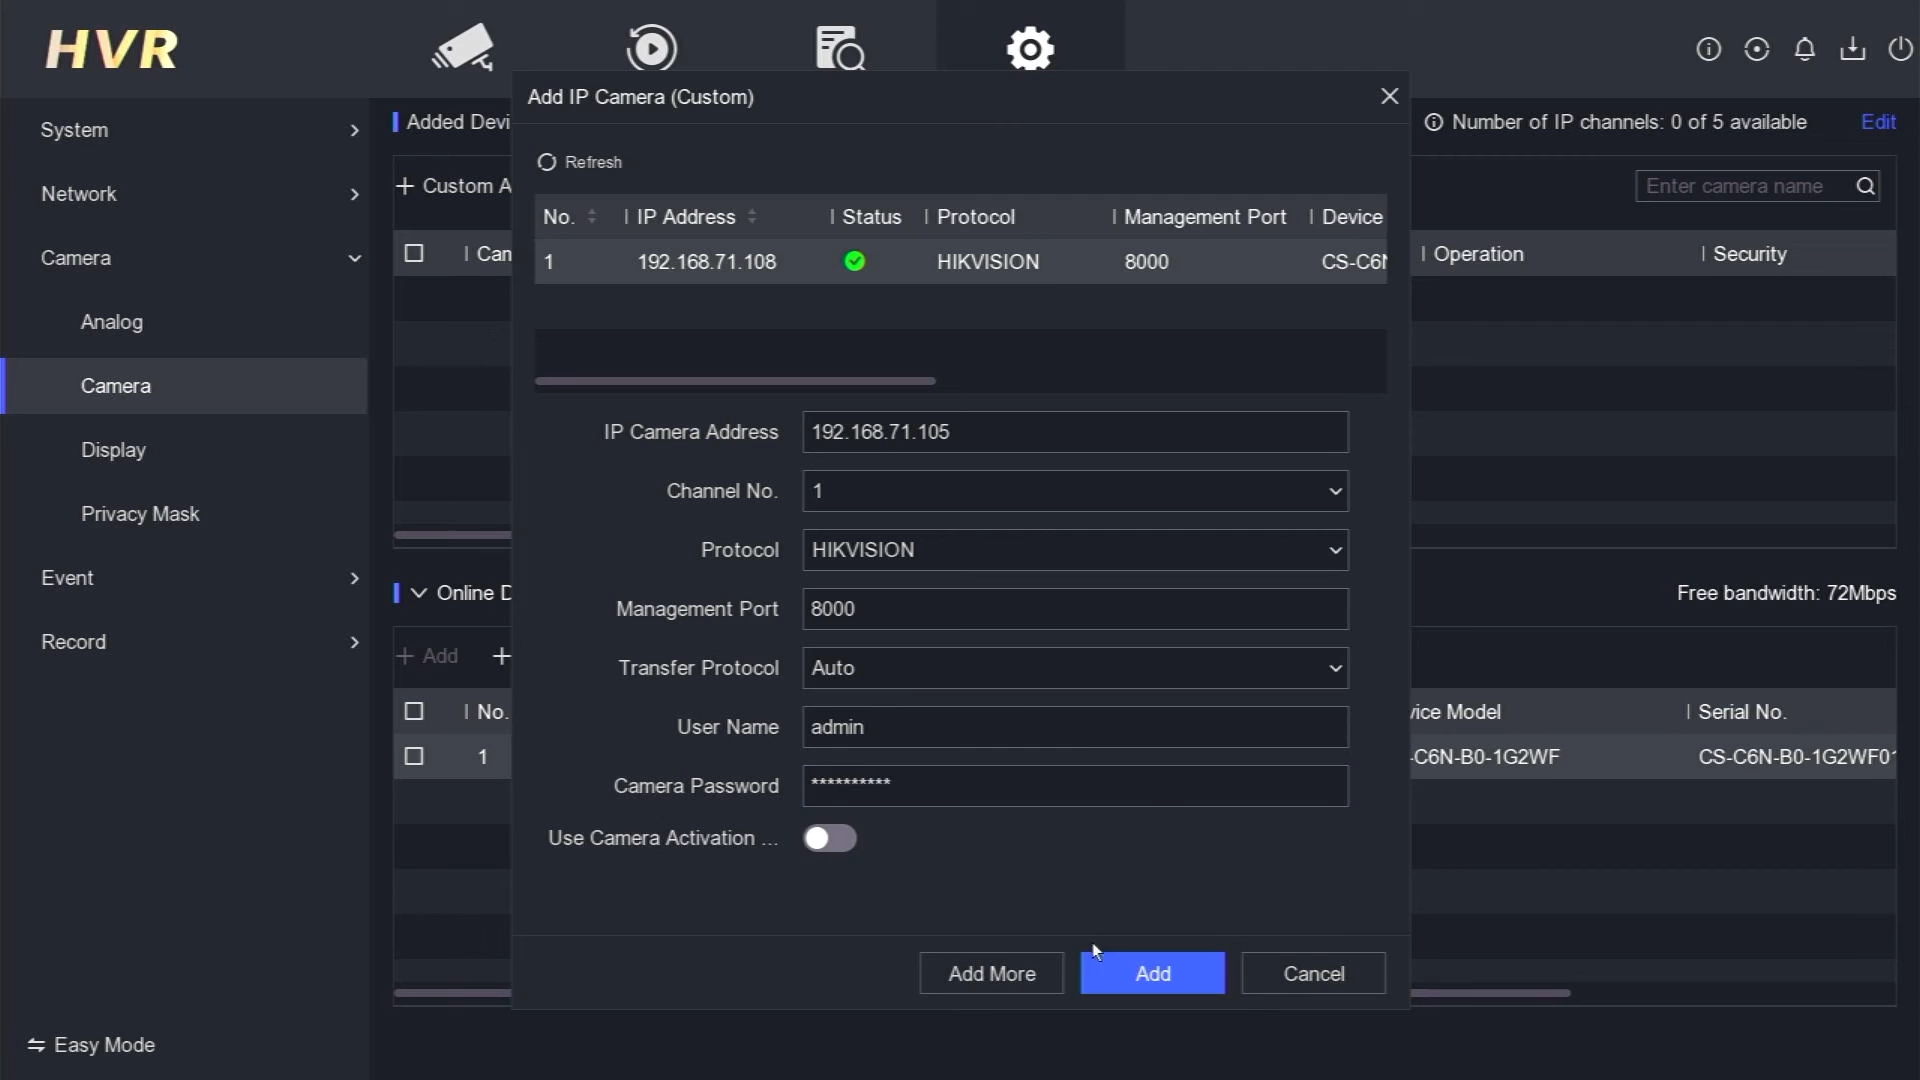 HVR
System
Network
Camera
Analog
Camera
Display
Privacy Mask
Event
Record
Easy Mode
Added Devi
Number of IP channels: 0 of 5 available Edit
Custom A
Enter camera name
Can
Operation Security
Online D
Free bandwidth: 72Mbps
Add
No.
vice Model Serial No.
1
-C6N-B0-1G2WF CS-C6N-B0-1G2WF01
Add IP Camera (Custom)
Refresh
No. IP Address Status Protocol Management Port Device
1 192.168.71.108 HIKVISION 8000 CS-C6N
IP Camera Address 192.168.71.105
Channel No. 1
Protocol HIKVISION
Management Port 8000
Transfer Protocol Auto
User Name admin
Camera Password **********
Use Camera Activation ...
Add More Add Cancel